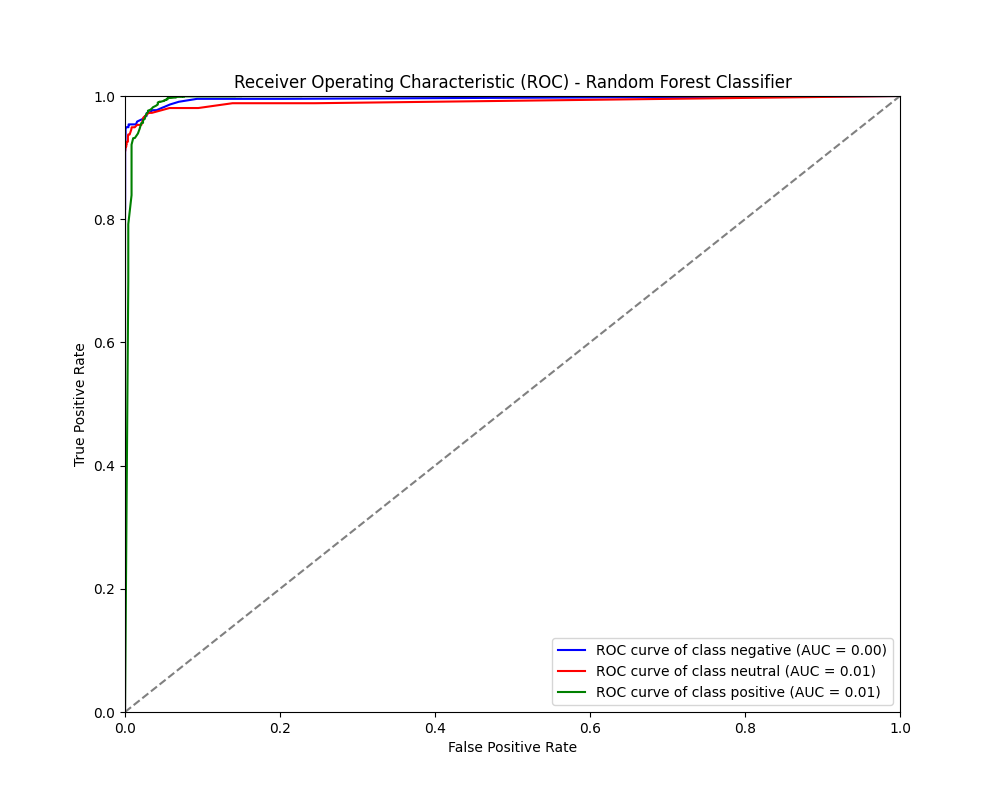 Receiver Operating Characteristic (ROC) - Random Forest Classifier
1.0
0.8
0.6
0.4
0.2
0.0
True Positive Rate
ROC curve of class negative (AUC = 0.00)
ROC curve of class neutral (AUC = 0.01)
ROC curve of class positive (AUC = 0.01)
0.0 0.2 0.4 0.6 0.8 1.0
False Positive Rate